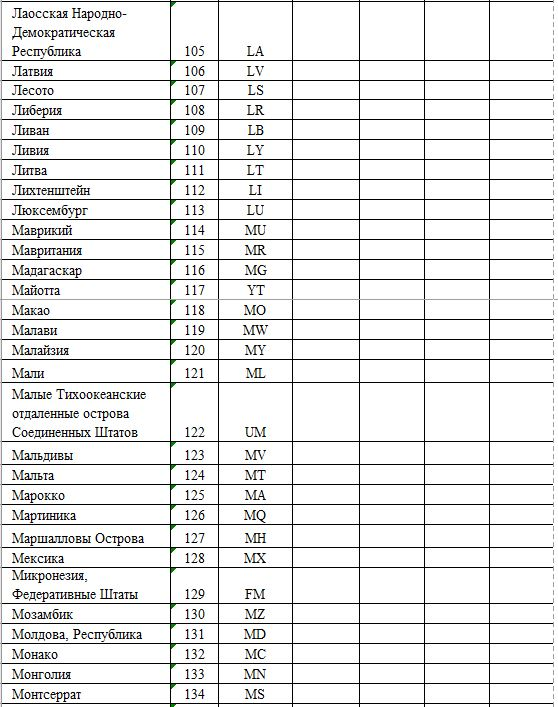 Лаосская Народно-
Демократическая
Республика 105 LA
Латвия 106 LV
Лесото 107 LS
Либерия 108 LR
Ливан 109 LB
Ливия 110 LY
Литва 111 LT
Лихтенштейн 112 LI
Люксембург 113 LU
Маврикий 114 MU
Мавритания 115 MR
Мадагаскар 116 MG
Майотта 117 YT
Макао 118 MO
Малави 119 MW
Малайзия 120 MY
Мали 121 ML
Малые Тихоокеанские
отдаленные острова
Соединенных Штатов 122 UM
Мальдивы 123 MV
Мальта 124 MT
Марокко 125 MA
Мартиника 126 MQ
Маршалловы Острова 127 MH
Мексика 128 MX
Микронезия,
Федеративные Штаты 129 FM
Мозамбик 130 MZ
Молдова, Республика 131 MD
Монако 132 MC
Монголия 133 MN
Монтсеррат 134 MS